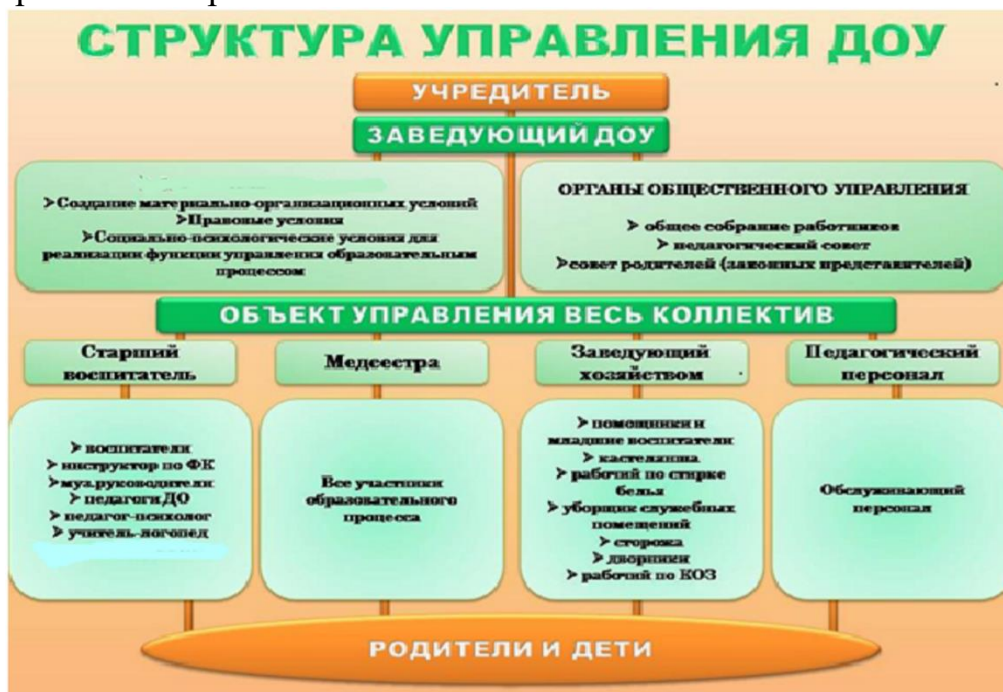 СТРУКТУРА УПРАВЛЕНИЯ ДОУ
УЧРЕДИТЕЛЬ
ЗАВЕДУЮЩИЙ ДОУ
➢Создание материально-организационных условий
➢Правовые условия
➢Социально-психологические условия для
реализации функции управления образовательным
процессом
ОРГАНЫ ОБЩЕСТВЕННОГО УПРАВЛЕНИЯ
➢ общее собрание работников
➢ педагогический совет
➢совет родителей (законных представителей)
ОБЪЕКТ УПРАВЛЕНИЯ ВЕСЬ КОЛЛЕКТИВ
Старший
воспитатель
➢ воспитатели
➢ инструктор по ФК
➢муз.руководители
➢ педагоги ДО
➢ педагог-психолог
➢ учитель-логопед
Медсестра
Все участники
образовательного
процесса
Заведующий
хозяйством
➢ помощники и
младшие воспитатели
➢ кастелянша
➢ рабочий по стирке
белья
➢ уборщик служебных
помещений
➢ сторожа
➢ дворники
➢ рабочий по КОЗ
Педагогический
персонал
Обслуживающий
персонал
РОДИТЕЛИ И ДЕТИ